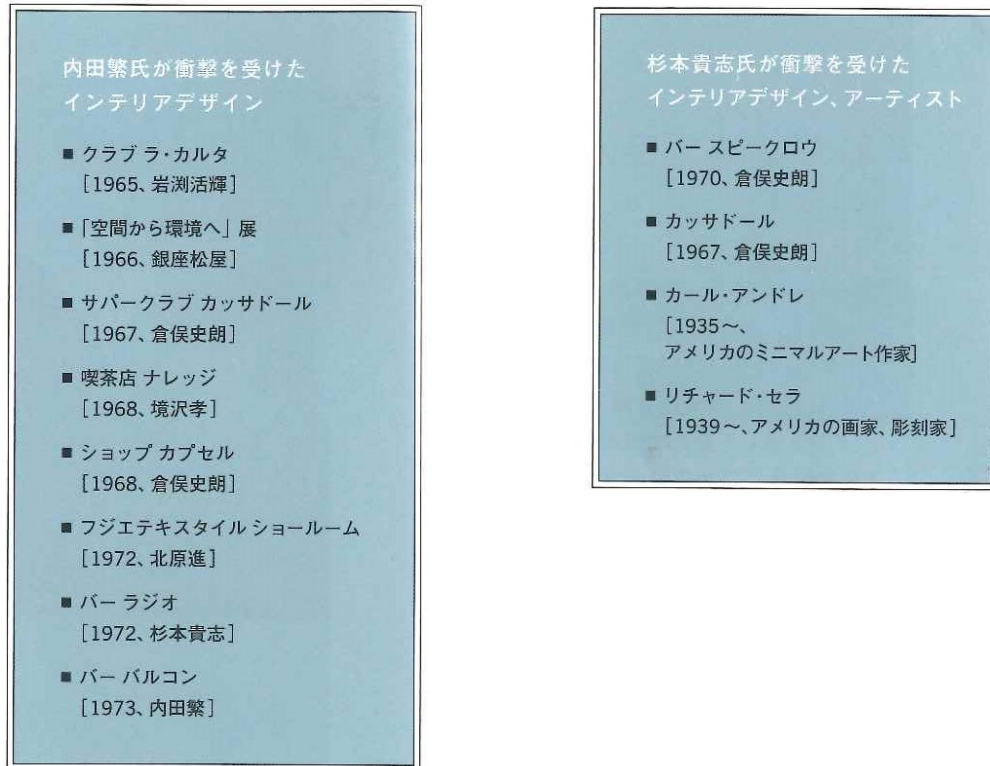 内田繁氏が衝撃を受けた
インテリアデザイン
■ クラブ ラ・カルタ
[1965、岩渕活輝]
■ 「空間から環境へ」展
[1966、銀座松屋]
■ サパークラブ カッサドール
[1967、倉俣史朗]
■ 喫茶店 ナレッジ
[1968、境沢孝]
■ ショップ カプセル
[1968、倉俣史朗]
■ フジエテキスタイル ショールーム
[1972、北原進]
■ バー ラジオ
[1972、杉本貴志]
■ バー バルコン
[1973、内田繁]
杉本貴志氏が衝撃を受けた
インテリアデザイン、アーティスト
■ バー スピークロウ
[1970、倉俣史朗]
■ カッサドール
[1967、倉俣史朗]
■ カール・アンドレ
[1935〜、
アメリカのミニマルアート作家]
■ リチャード・セラ
[1939〜、アメリカの画家、彫刻家]